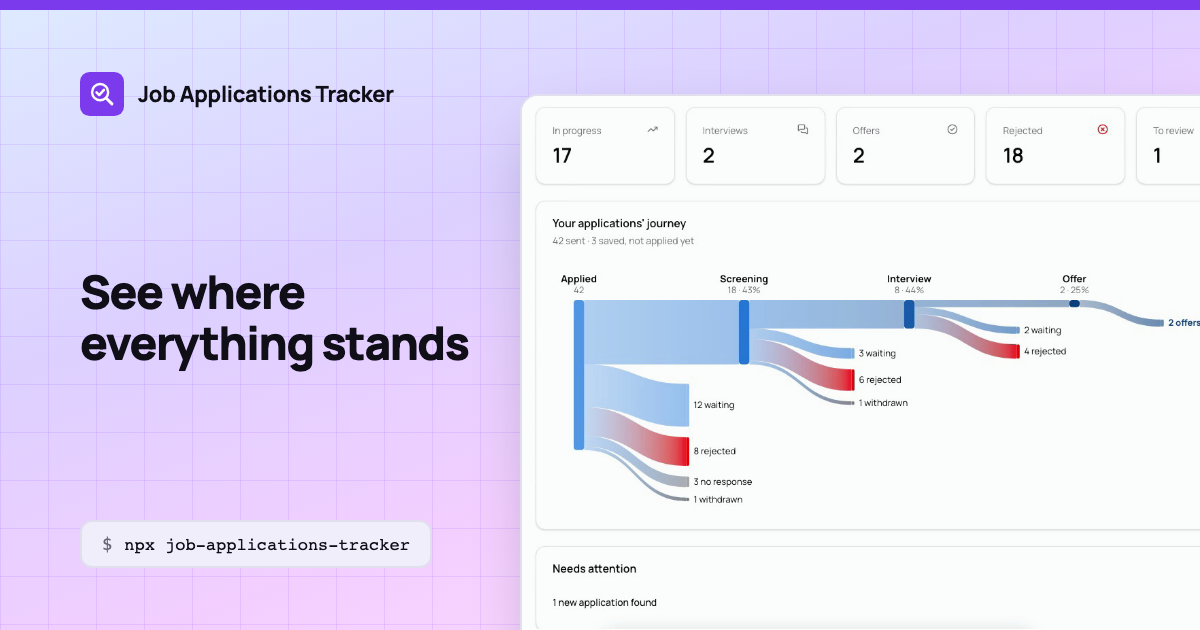 Job Applications Tracker
See where
everything stands
$ npx job-applications-tracker
In progress
17
Interviews
2
Offers
2
Rejected
18
To review
1
Your applications' journey
42 sent · 3 saved, not applied yet
Applied
42
Screening
18 · 43%
Interview
8 · 44%
Offer
2 · 25%
2 offers
2 waiting
4 rejected
3 waiting
6 rejected
1 withdrawn
12 waiting
8 rejected
3 no response
1 withdrawn
Needs attention
1 new application found